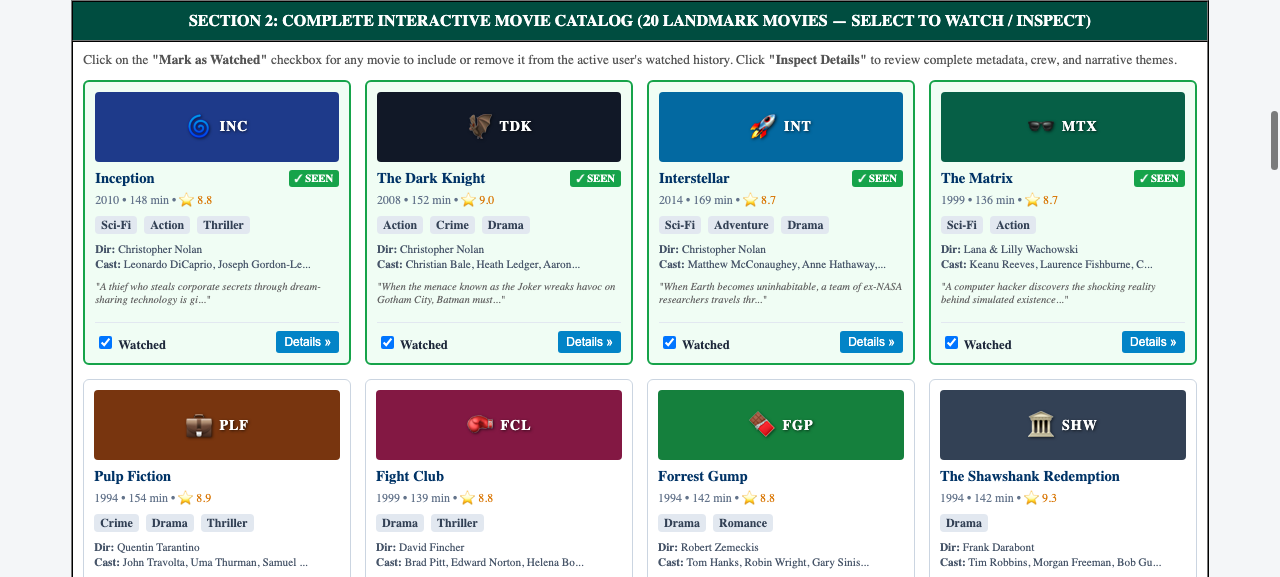 SECTION 2: COMPLETE INTERACTIVE MOVIE CATALOG (20 LANDMARK MOVIES — SELECT TO WATCH / INSPECT)
Click on the "Mark as Watched" checkbox for any movie to include or remove it from the active user's watched history. Click "Inspect Details" to review complete metadata, crew, and narrative themes.
INC
Inception
✓ SEEN
2010 • 148 min • ⭐ 8.8
Sci-Fi Action Thriller
Dir: Christopher Nolan
Cast: Leonardo DiCaprio, Joseph Gordon-Le...
"A thief who steals corporate secrets through dream-
sharing technology is gi..."
Watched
Details »
TDK
The Dark Knight
✓ SEEN
2008 • 152 min • ⭐ 9.0
Action Crime Drama
Dir: Christopher Nolan
Cast: Christian Bale, Heath Ledger, Aaron...
"When the menace known as the Joker wreaks havoc on
Gotham City, Batman must..."
Watched
Details »
INT
Interstellar
✓ SEEN
2014 • 169 min • ⭐ 8.7
Sci-Fi Adventure Drama
Dir: Christopher Nolan
Cast: Matthew McConaughey, Anne Hathaway,...
"When Earth becomes uninhabitable, a team of ex-NASA
researchers travels thr..."
Watched
Details »
MTX
The Matrix
✓ SEEN
1999 • 136 min • ⭐ 8.7
Sci-Fi Action
Dir: Lana & Lilly Wachowski
Cast: Keanu Reeves, Laurence Fishburne, C...
"A computer hacker discovers the shocking reality
behind simulated existence..."
Watched
Details »
PLF
Pulp Fiction
1994 • 154 min • ⭐ 8.9
Crime Drama Thriller
Dir: Quentin Tarantino
Cast: John Travolta, Uma Thurman, Samuel ...
FCL
Fight Club
1999 • 139 min • ⭐ 8.8
Drama Thriller
Dir: David Fincher
Cast: Brad Pitt, Edward Norton, Helena Bo...
FGP
Forrest Gump
1994 • 142 min • ⭐ 8.8
Drama Romance
Dir: Robert Zemeckis
Cast: Tom Hanks, Robin Wright, Gary Sinis...
SHW
The Shawshank Redemption
1994 • 142 min • ⭐ 9.3
Drama
Dir: Frank Darabont
Cast: Tim Robbins, Morgan Freeman, Bob Gu...